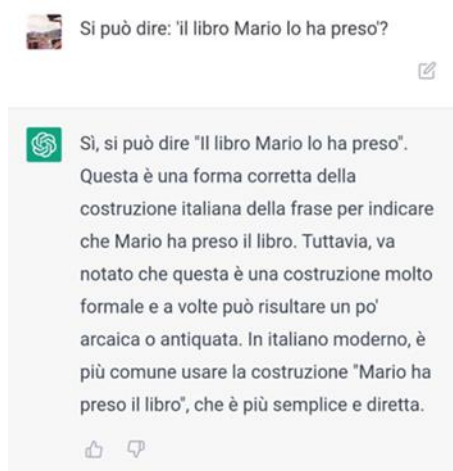 Si può dire: 'il libro Mario lo ha preso'?
Sì, si può dire "Il libro Mario lo ha preso".
Questa è una forma corretta della
costruzione italiana della frase per indicare
che Mario ha preso il libro. Tuttavia, va
notato che questa è una costruzione molto
formale e a volte può risultare un po'
arcaica o antiquata. In italiano moderno, è
più comune usare la costruzione "Mario ha
preso il libro", che è più semplice e diretta.